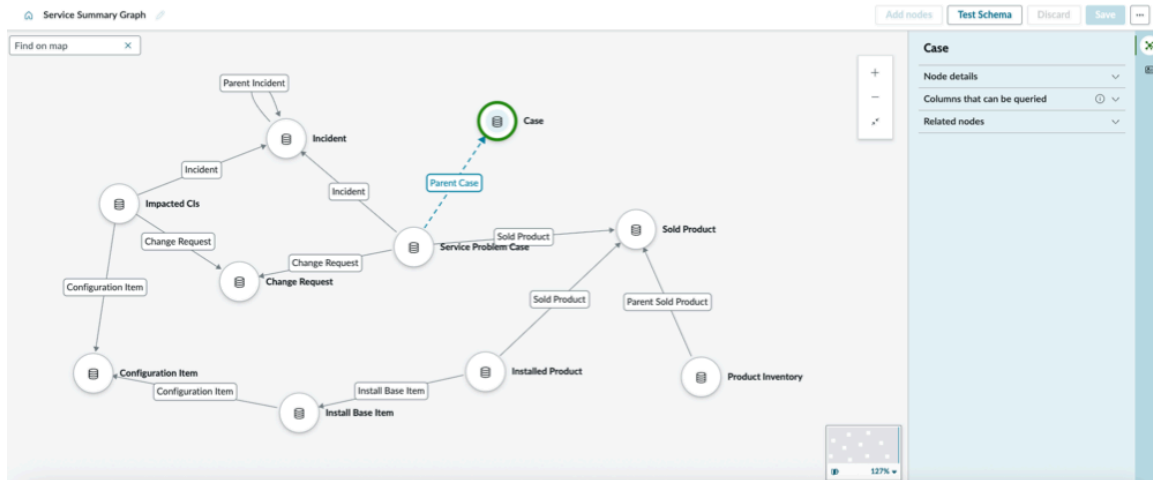 Service Summary Graph
Add nodes
Test Schema
Discard
Save
Find on map
Case
Node details
Columns that can be queried
Related nodes
Parent Incident
Incident
Case
Incident
Incident
Parent Case
Impacted CIs
Sold Product
Sold Product
Service Problem Case
Change Request
Change Request
Change Request
Configuration Item
Sold Product
Parent Sold Product
Configuration Item
Configuration Item
Install Base Item
Installed Product
Product Inventory
Install Base Item
127%